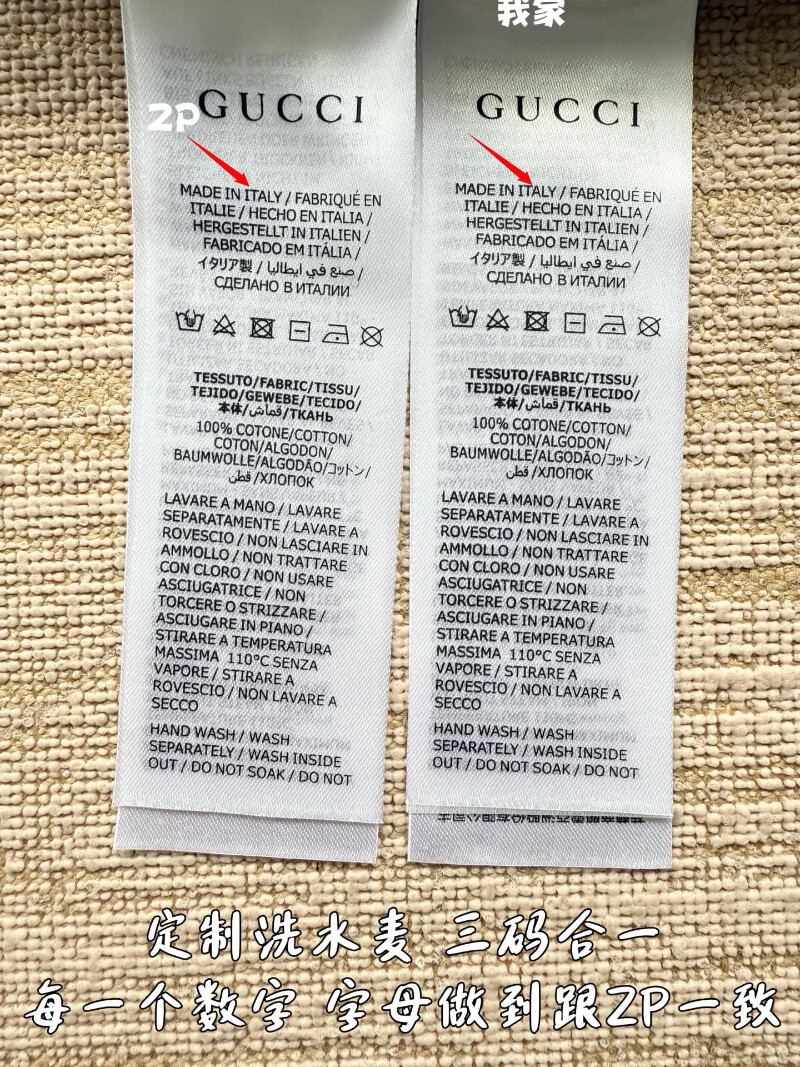 我家
ZP
GUCCI
MADE IN ITALY / FABRIQUÉ EN
ITALIE / HECHO EN ITALIA /
HERGESTELLT IN ITALIEN /
FABRICADO EM ITÁLIA /
イタリア製 / صنع في ايطاليا /
СДЕЛАНО В ИТАЛИИ
TESSUTO/FABRIC/TISSU/
TEJIDO/GEWEBE/TECIDO/
本体/قماش/ТКАНЬ
100% COTONE/COTTON/
COTON/ALGODON/
BAUMWOLLE/ALGODÃO/コットン/
قطن /ХЛОПОК
LAVARE A MANO / LAVARE
SEPARATAMENTE / LAVARE A
ROVESCIO / NON LASCIARE IN
AMMOLLO / NON TRATTARE
CON CLORO / NON USARE
ASCIUGATRICE / NON
TORCERE O STRIZZARE /
ASCIUGARE IN PIANO /
STIRARE A TEMPERATURA
MASSIMA 110°C SENZA
VAPORE / STIRARE A
ROVESCIO / NON LAVARE A
SECCO
HAND WASH / WASH
SEPARATELY / WASH INSIDE
OUT / DO NOT SOAK / DO NOT
GUCCI
MADE IN ITALY / FABRIQUÉ EN
ITALIE / HECHO EN ITALIA /
HERGESTELLT IN ITALIEN /
FABRICADO EM ITÁLIA /
イタリア製 / صنع في ايطاليا /
СДЕЛАНО В ИТАЛИИ
TESSUTO/FABRIC/TISSU/
TEJIDO/GEWEBE/TECIDO/
本体/قماش/ТКАНЬ
100% COTONE/COTTON/
COTON/ALGODON/
BAUMWOLLE/ALGODÃO/コットン/
قطن /ХЛОПОК
LAVARE A MANO / LAVARE
SEPARATAMENTE / LAVARE A
ROVESCIO / NON LASCIARE IN
AMMOLLO / NON TRATTARE
CON CLORO / NON USARE
ASCIUGATRICE / NON
TORCERE O STRIZZARE /
ASCIUGARE IN PIANO /
STIRARE A TEMPERATURA
MASSIMA 110°C SENZA
VAPORE / STIRARE A
ROVESCIO / NON LAVARE A
SECCO
HAND WASH / WASH
SEPARATELY / WASH INSIDE
OUT / DO NOT SOAK / DO NOT
定制洗水麦 三码合一
每一个数字 字母做到跟ZP一致